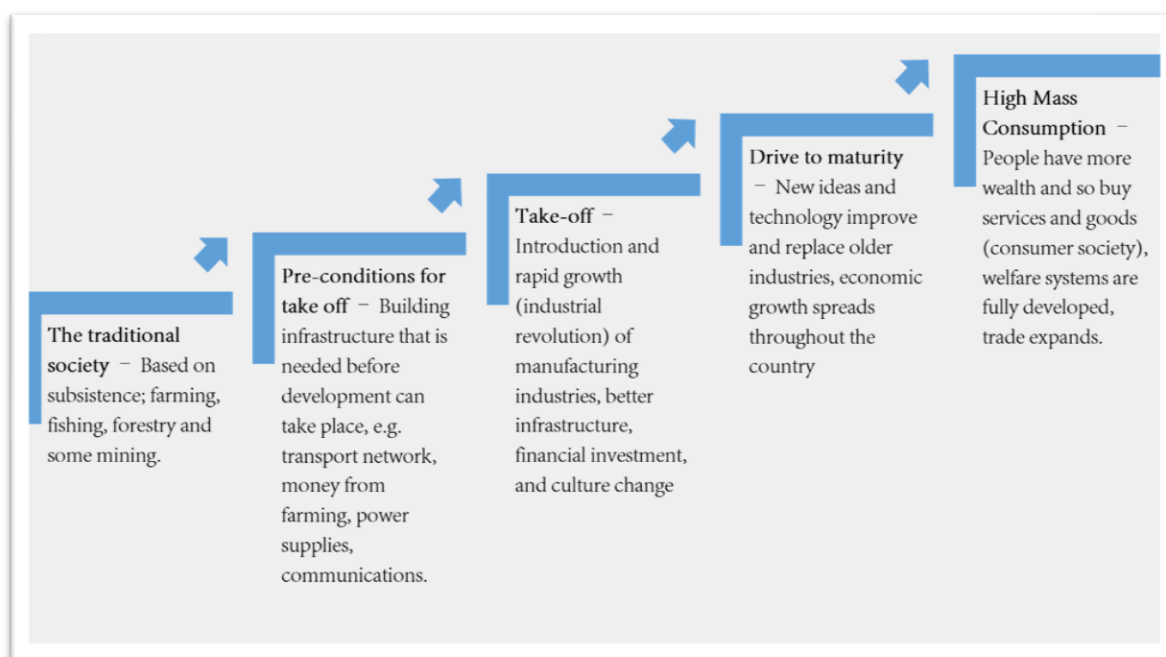 The traditional
society – Based on
subsistence; farming,
fishing, forestry and
some mining.
Pre-conditions for
take off – Building
infrastructure that is
needed before
development can
take place, e.g.
transport network,
money from
farming, power
supplies,
communications.
Take-off –
Introduction and
rapid growth
(industrial
revolution) of
manufacturing
industries, better
infrastructure,
financial investment,
and culture change
Drive to maturity
– New ideas and
technology improve
and replace older
industries, economic
growth spreads
throughout the
country
High Mass
Consumption –
People have more
wealth and so buy
services and goods
(consumer society),
welfare systems are
fully developed,
trade expands.